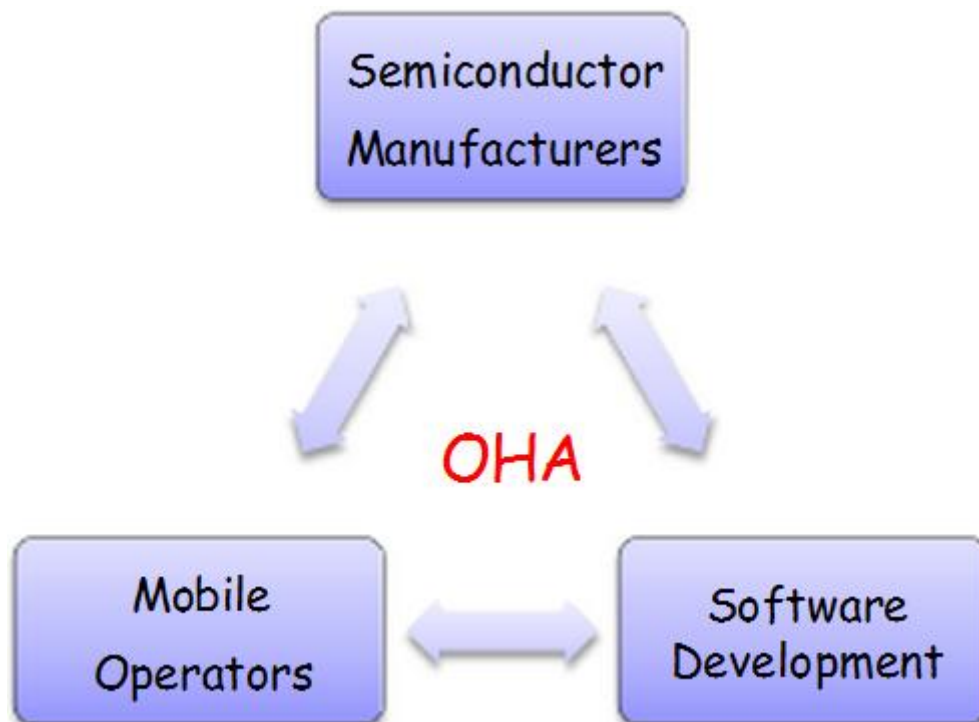 Semiconductor
Manufacturers
OHA
Mobile
Operators
Software
Development